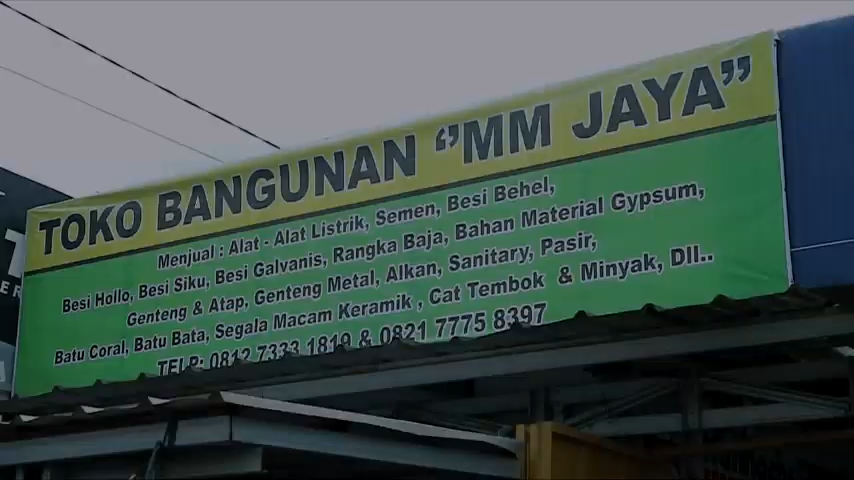 TOKO BANGUNAN “MM JAYA”
Menjual : Alat - Alat Listrik, Semen, Besi Behel,
Besi Hollo, Besi Siku, Besi Galvanis, Rangka Baja, Bahan Material Gypsum,
Genteng & Atap, Genteng Metal, Alkan, Sanitary, Pasir,
Batu Coral, Batu Bata, Segala Macam Keramik , Cat Tembok & Minyak, Dll..
TELP: 0812 7333 1819 & 0821 7775 8397